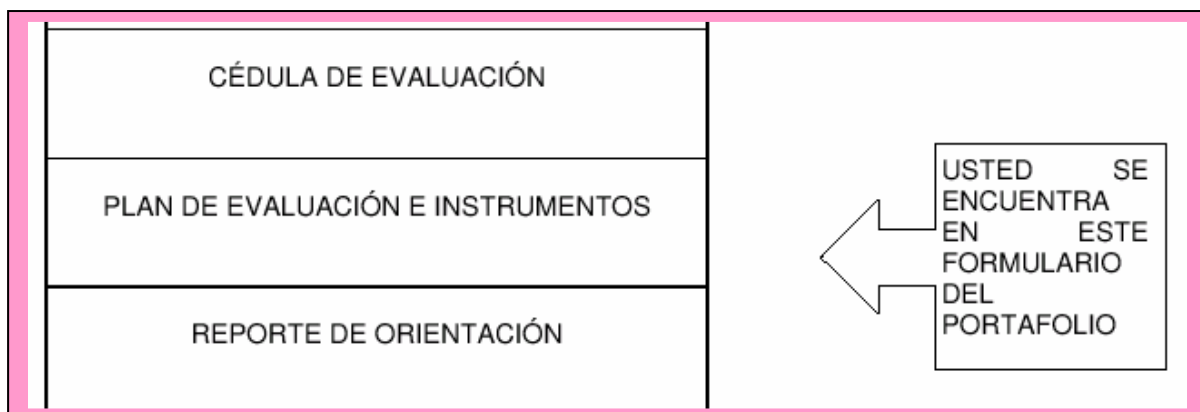 CÉDULA DE EVALUACIÓN
PLAN DE EVALUACIÓN E INSTRUMENTOS
REPORTE DE ORIENTACIÓN
USTED SE
ENCUENTRA
EN ESTE
FORMULARIO
DEL
PORTAFOLIO